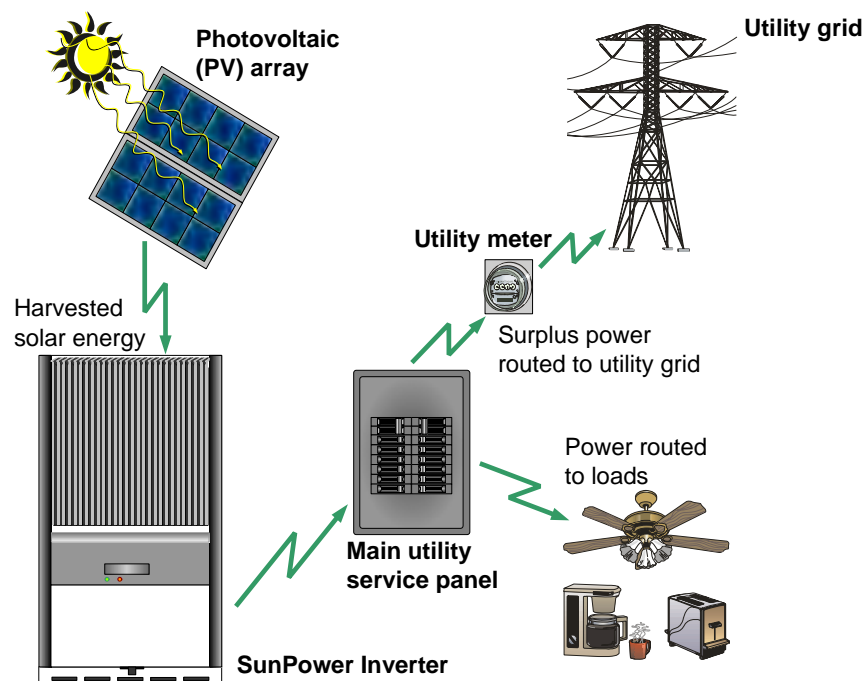 Photovoltaic
(PV) array
Utility grid
Utility meter
Harvested
solar energy
Surplus power
routed to utility grid
Power routed
to loads
Main utility
service panel
SunPower Inverter